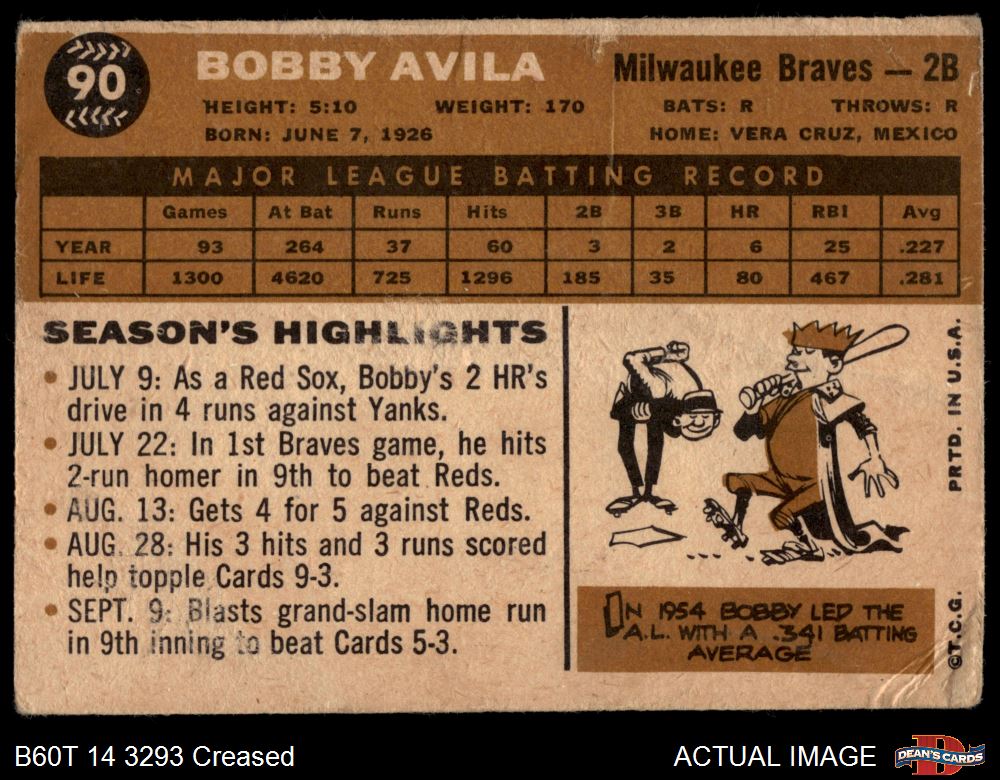 90
BOBBY AVILA
Milwaukee Braves — 2B
HEIGHT: 5:10 WEIGHT: 170 BATS: R THROWS: R
BORN: JUNE 7, 1926 HOME: VERA CRUZ, MEXICO
MAJOR LEAGUE BATTING RECORD
Games At Bat Runs Hits 2B 3B HR RBI Avg
YEAR 93 264 37 60 3 2 6 25 .227
LIFE 1300 4620 725 1296 185 35 80 467 .281
SEASON'S HIGHLIGHTS
• JULY 9: As a Red Sox, Bobby's 2 HR's
drive in 4 runs against Yanks.
• JULY 22: In 1st Braves game, he hits
2-run homer in 9th to beat Reds.
• AUG. 13: Gets 4 for 5 against Reds.
• AUG. 28: His 3 hits and 3 runs scored
help topple Cards 9-3.
• SEPT. 9: Blasts grand-slam home run
in 9th inning to beat Cards 5-3.
IN 1954 BOBBY LED THE
A.L. WITH A .341 BATTING
AVERAGE
PRTD. IN U.S.A.
©T.C.G.
B60T 14 3293 Creased
ACTUAL IMAGE
DEAN'S CARDS